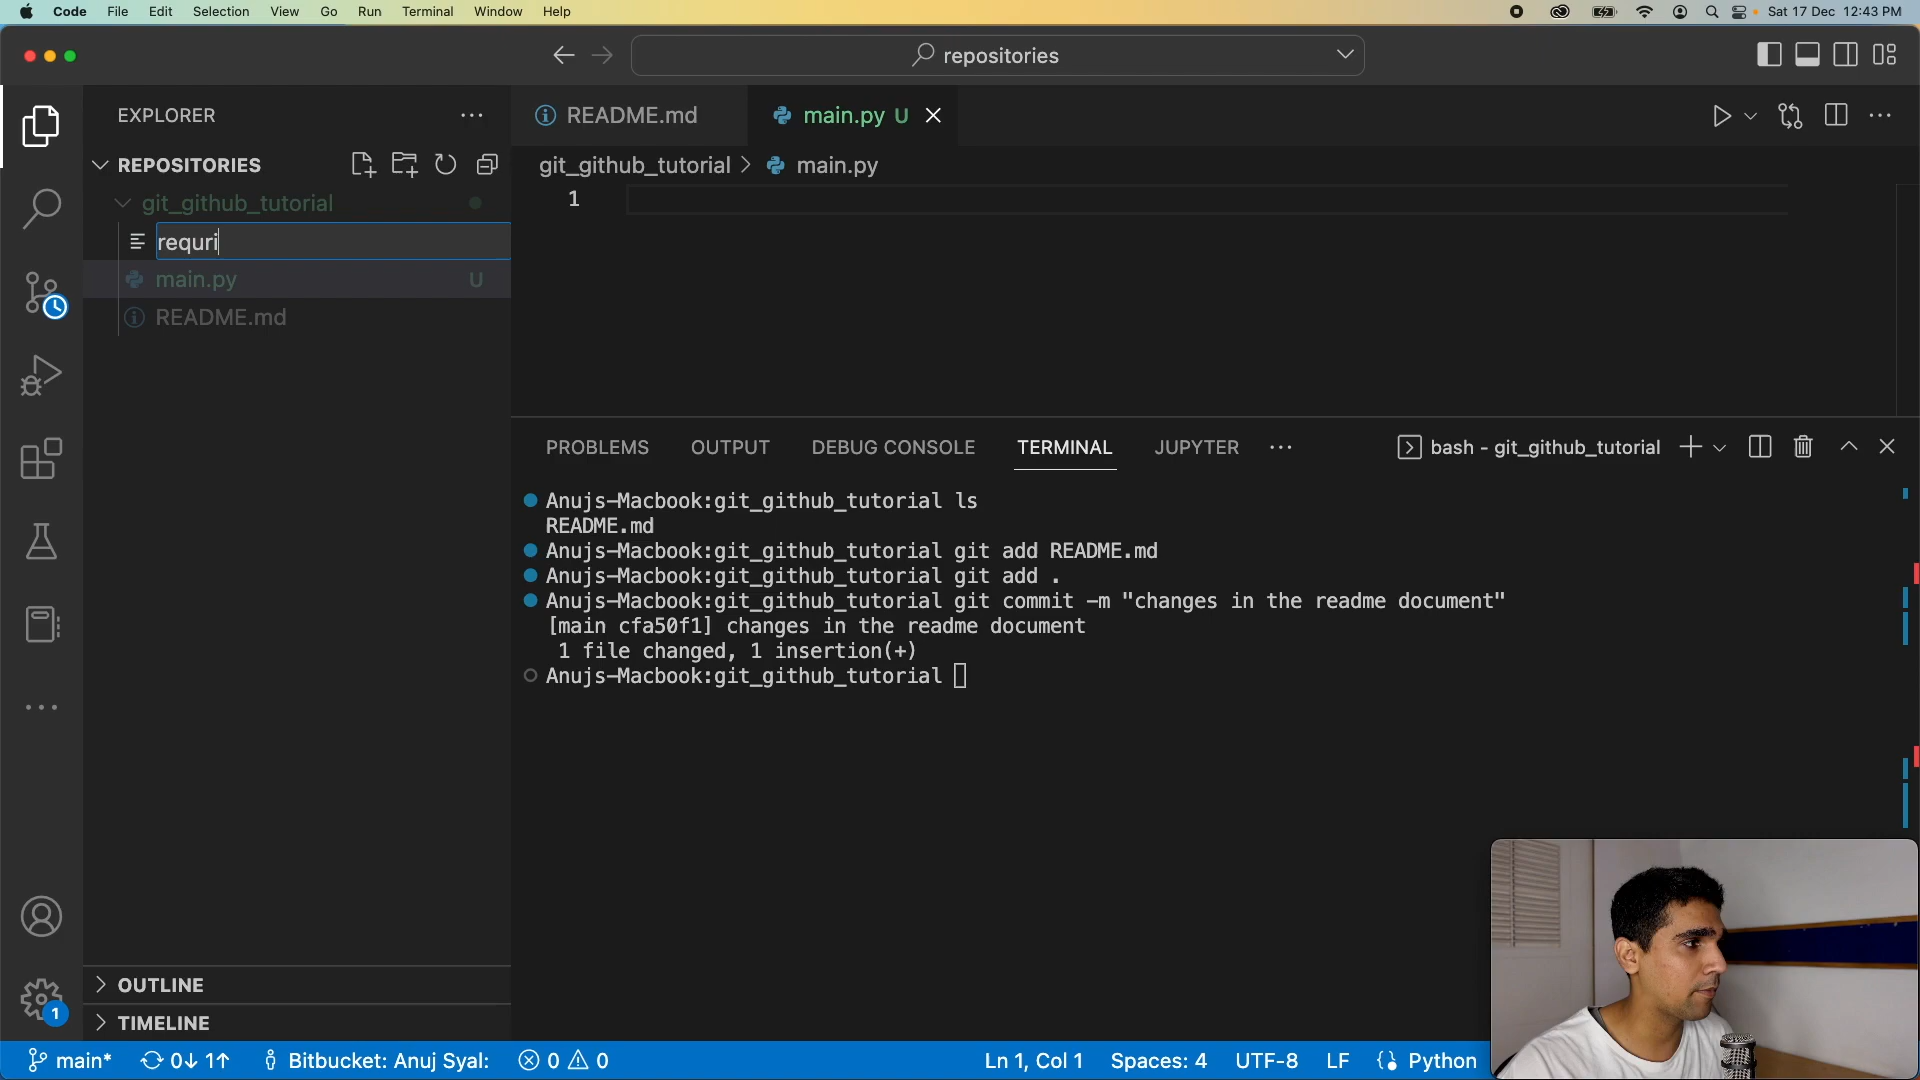 Code File Edit Selection View Go Run Terminal Window Help Sat 17 Dec 12:43 PM
repositories
EXPLORER
README.md main.py U
REPOSITORIES
git_github_tutorial > main.py
git_github_tutorial
1
requri
main.py U
README.md
PROBLEMS OUTPUT DEBUG CONSOLE TERMINAL JUPYTER bash - git_github_tutorial
Anujs-Macbook:git_github_tutorial ls
README.md
Anujs-Macbook:git_github_tutorial git add README.md
Anujs-Macbook:git_github_tutorial git add .
Anujs-Macbook:git_github_tutorial git commit -m "changes in the readme document"
[main cfa50f1] changes in the readme document
1 file changed, 1 insertion(+)
Anujs-Macbook:git_github_tutorial
OUTLINE
1
TIMELINE
main* 0↓ 1↑ Bitbucket: Anuj Syal: 0 0 Ln 1, Col 1 Spaces: 4 UTF-8 LF Python